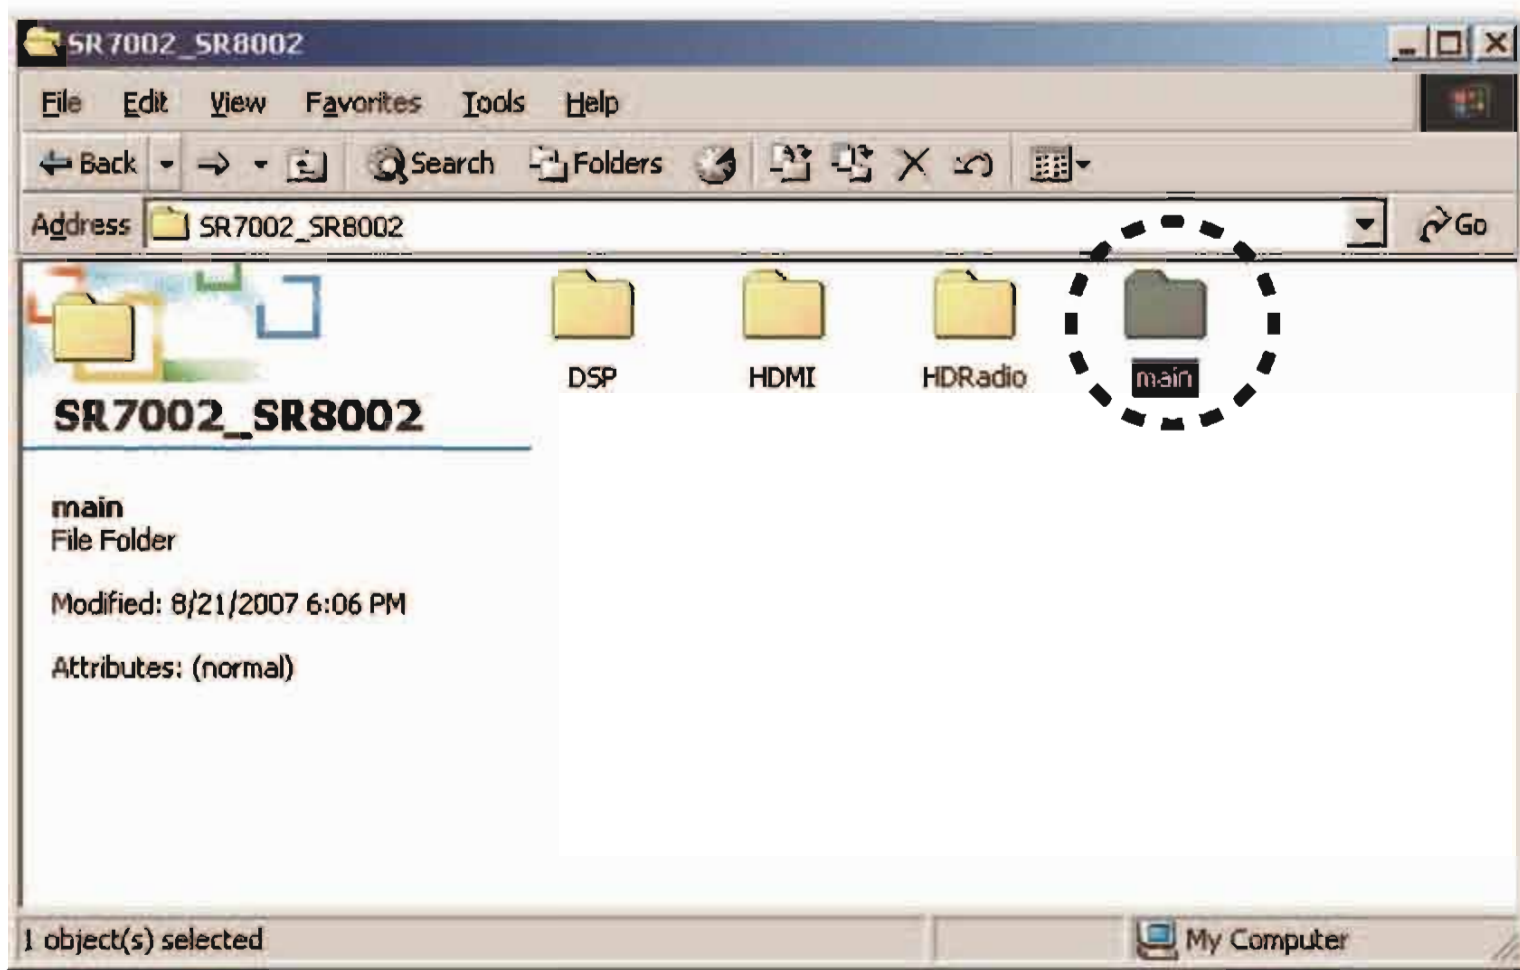 SR7002_SR8002
File Edit View Favorites Tools Help
Back Search Folders
Address SR7002_SR8002 Go
DSP HDMI HDRadio main
SR7002_SR8002
main
File Folder
Modified: 8/21/2007 6:06 PM
Attributes: (normal)
1 object(s) selected My Computer